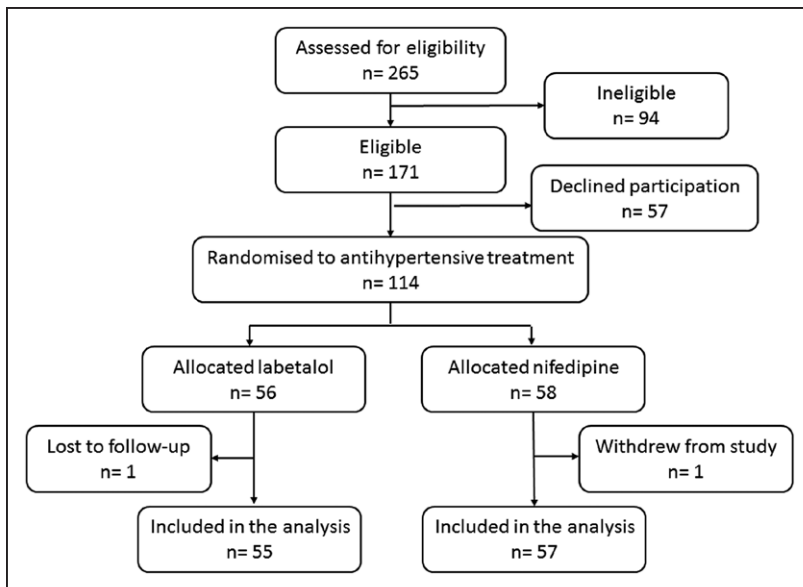 Assessed for eligibility
n= 265
Ineligible
n= 94
Eligible
n= 171
Declined participation
n= 57
Randomised to antihypertensive treatment
n= 114
Allocated labetalol
n= 56
Allocated nifedipine
n= 58
Lost to follow-up
n= 1
Withdrew from study
n= 1
Included in the analysis
n= 55
Included in the analysis
n= 57